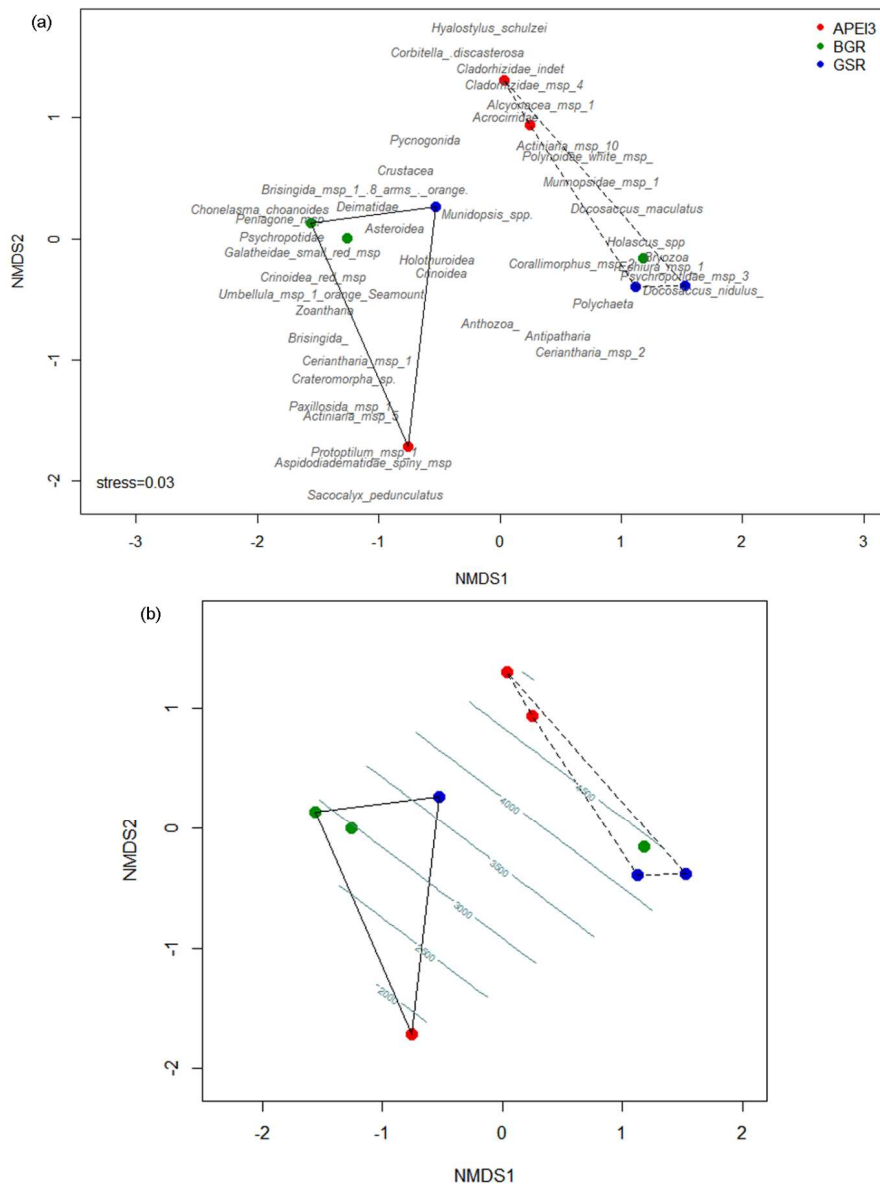 (a)
Hyalostylus_schulzei
APEI3
BGR
GSR
Corbitella_.discasterosa
Cladorhizidae_indet
Cladorhizidae_msp_4
Alcyonacea_msp_1
Acrocirridae
Pycnogonida
Actiniaria_msp_10
Polynoidae_white_msp_
Crustacea
Munnopsidae_msp_1
Brisingida_msp_1_.8_arms_._orange.
Chonelasma_choanoides
Deimatidae
Munidopsis_spp.
Docosaccus_maculatus
Peniagone_msp
Asteroidea
Psychropotidae
Holascus_spp
Galatheidae_small_red_msp
Holothuroidea
Corallimorphus_msp_2
Bryozoa
Echiura_msp_1
Crinoidea_red_msp
Crinoidea
Psychropotidae_msp_3
Umbellula_msp_1_orange_Seamount
Docosaccus_nidulus_
Zoantharia
Polychaeta
Anthozoa_
Brisingida_
Antipatharia
Ceriantharia_msp_2
Ceriantharia_msp_1
Crateromorpha_sp.
Paxillosida_msp_1_
Actiniaria_msp_5
Protoptilum_msp_1
Aspidodiadematidae_spiny_msp
Sacocalyx_pedunculatus
stress=0.03
NMDS2
1
0
-1
-2
-3 -2 -1 0 1 2 3
NMDS1
(b)
NMDS2
1
0
-1
-2
4500
4000
3500
3000
2500
2000
-2 -1 0 1 2
NMDS1